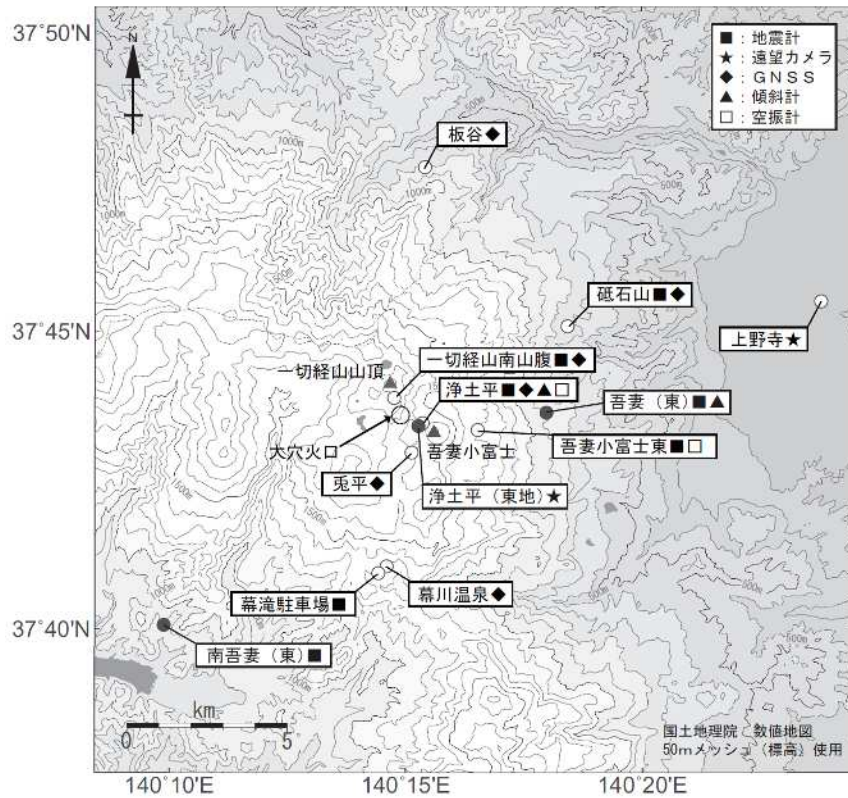 37°50'N
N
■：地震計
★：遠望カメラ
◆：GNSS
▲：傾斜計
□：空振計
500m
板谷◆
1000m
1000m
500m
500m
砥石山■◆
37°45'N
上野寺★
一切経山南山腹■◆
一切経山山頂
浄土平■◆▲□
吾妻（東）■▲
大穴火口
吾妻小富士
吾妻小富士東■□
兎平◆
浄土平（東地）★
1500m
1500m
1000m
幕滝駐車場■
幕川温泉◆
37°40'N
南吾妻（東）■
500m
1000m
km
0
5
国土地理院 数値地図
50mメッシュ（標高）使用
140°10'E
140°15'E
140°20'E